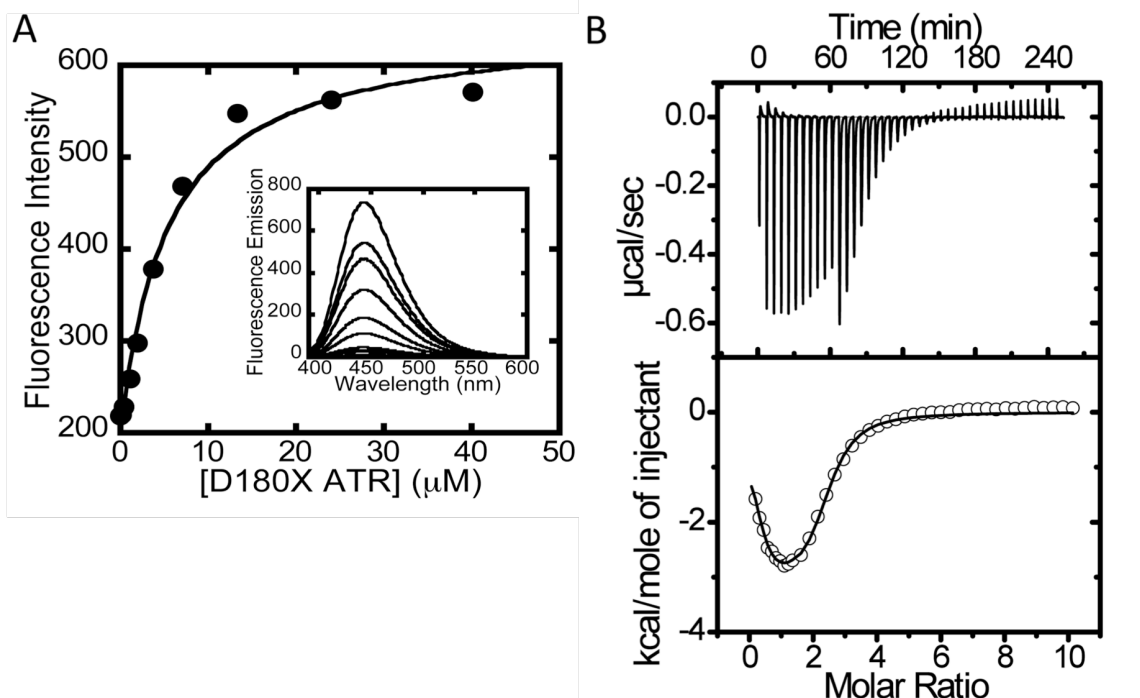 A
Fluorescence Intensity
600
500
400
300
200
0 10 20 30 40 50
[D180X ATR] (μM)
Fluorescence Emission
800
600
400
200
0
400 450 500 550 600
Wavelength (nm)
B
Time (min)
0 60 120 180 240
μcal/sec
0.0
-0.2
-0.4
-0.6
kcal/mole of injectant
0
-2
-4
0 2 4 6 8 10
Molar Ratio